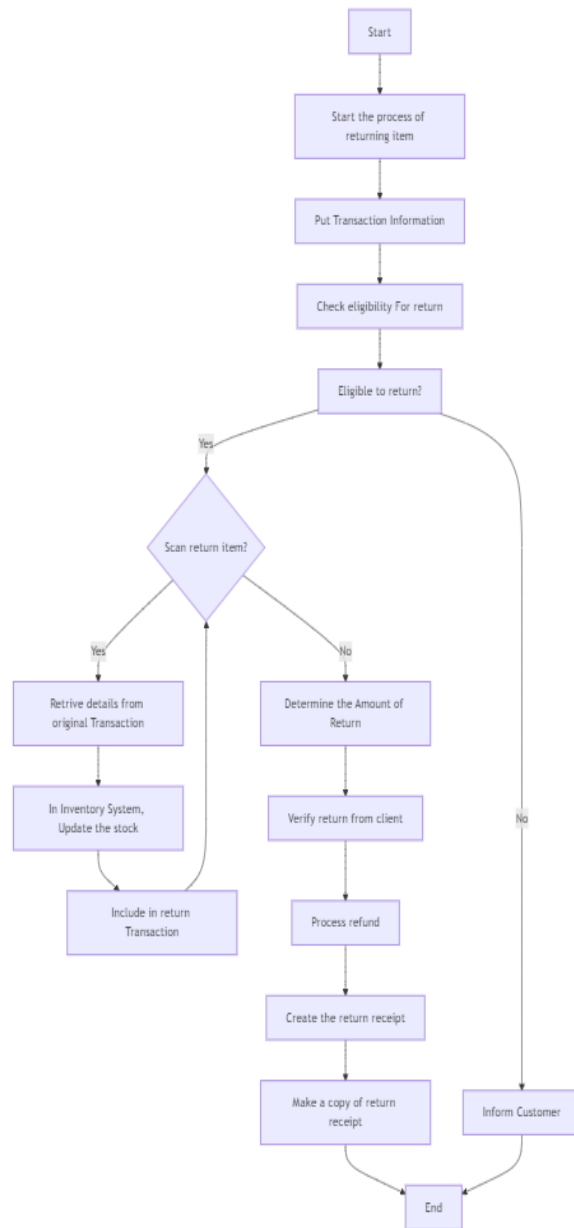 Start
Start the process of
returning item
Put Transaction Information
Check eligibility For return
Eligible to return?
Yes
Scan return item?
Yes
No
Retrive details from
original Transaction
Determine the Amount of
Return
In Inventory System,
Update the stock
Verify return from client
No
Include in return
Transaction
Process refund
Create the return receipt
Make a copy of return
receipt
Inform Customer
End